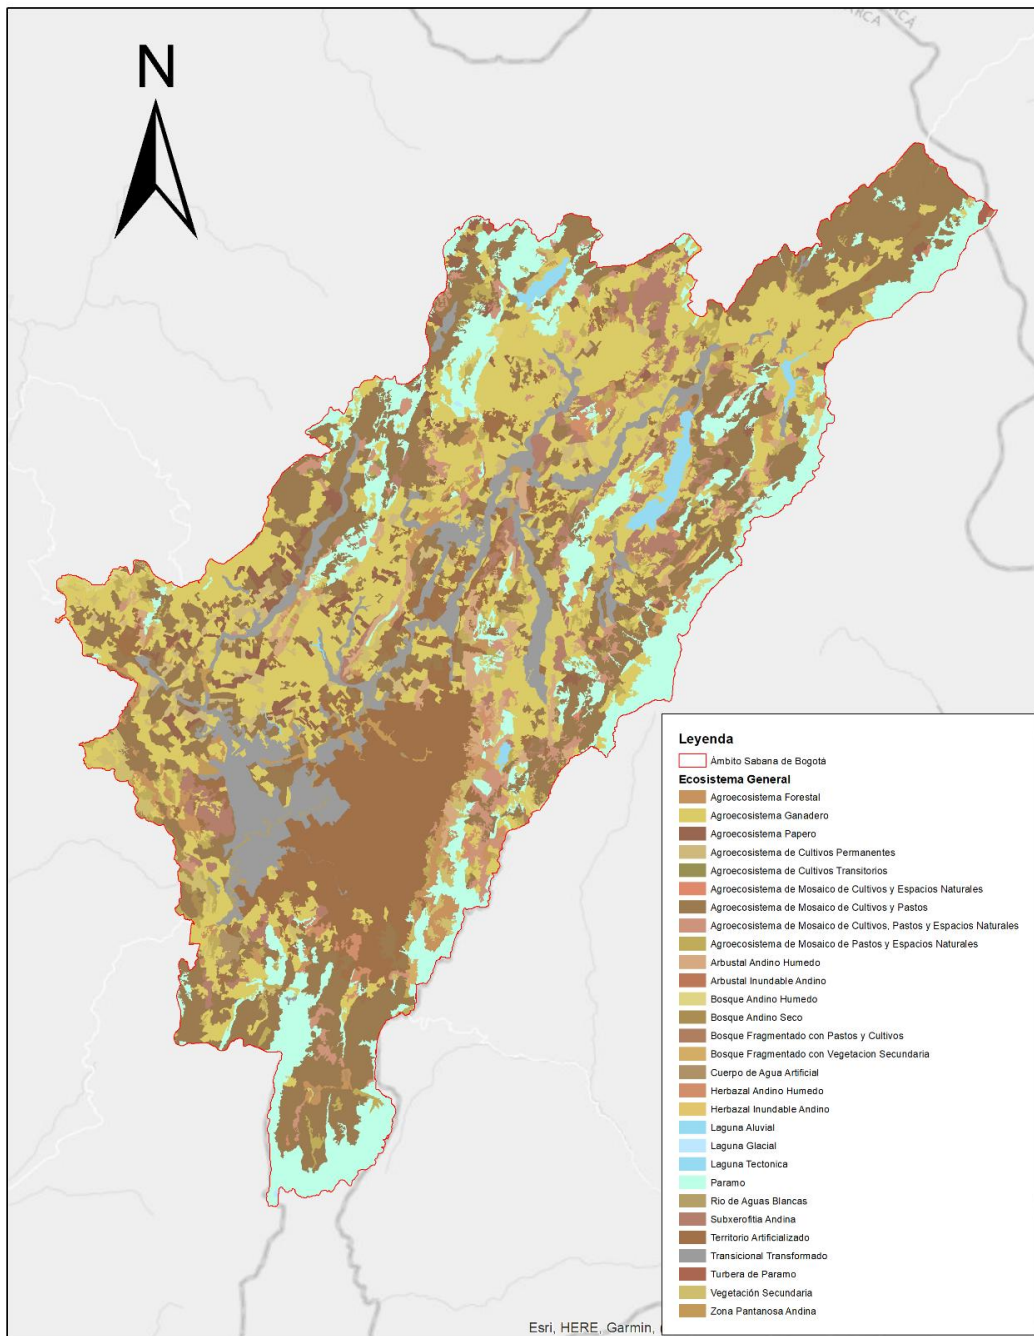 N
ACÁ
ARCA
Leyenda
Ámbito Sabana de Bogotá
Ecosistema General
Agroecosistema Forestal
Agroecosistema Ganadero
Agroecosistema Papero
Agroecosistema de Cultivos Permanentes
Agroecosistema de Cultivos Transitorios
Agroecosistema de Mosaico de Cultivos y Espacios Naturales
Agroecosistema de Mosaico de Cultivos y Pastos
Agroecosistema de Mosaico de Cultivos, Pastos y Espacios Naturales
Agroecosistema de Mosaico de Pastos y Espacios Naturales
Arbustal Andino Humedo
Arbustal Inundable Andino
Bosque Andino Humedo
Bosque Andino Seco
Bosque Fragmentado con Pastos y Cultivos
Bosque Fragmentado con Vegetacion Secundaria
Cuerpo de Agua Artificial
Herbazal Andino Humedo
Herbazal Inundable Andino
Laguna Aluvial
Laguna Glacial
Laguna Tectonica
Paramo
Rio de Aguas Blancas
Subxerofitia Andina
Territorio Artificializado
Transicional Transformado
Turbera de Paramo
Vegetación Secundaria
Zona Pantanosa Andina
Esri, HERE, Garmin,